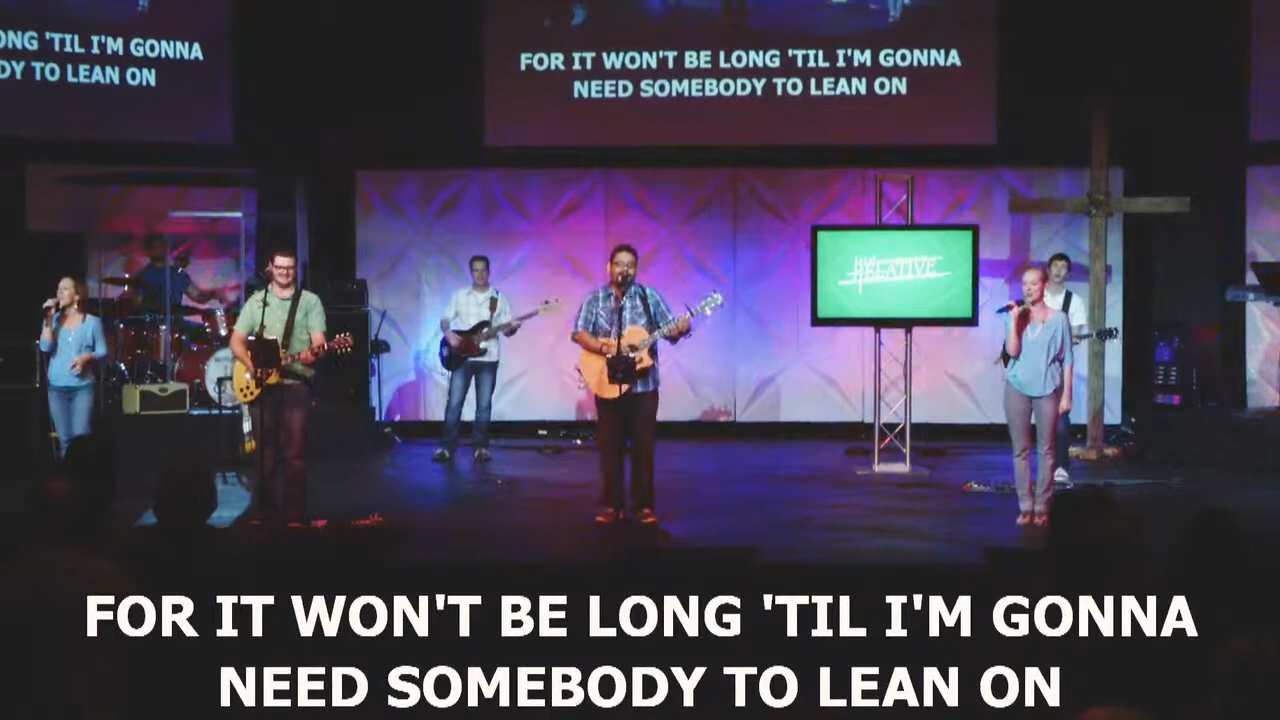 ONG 'TIL I'M GONNA
DY TO LEAN ON
FOR IT WON'T BE LONG 'TIL I'M GONNA
NEED SOMEBODY TO LEAN ON
RELATIVE
FOR IT WON'T BE LONG 'TIL I'M GONNA
NEED SOMEBODY TO LEAN ON